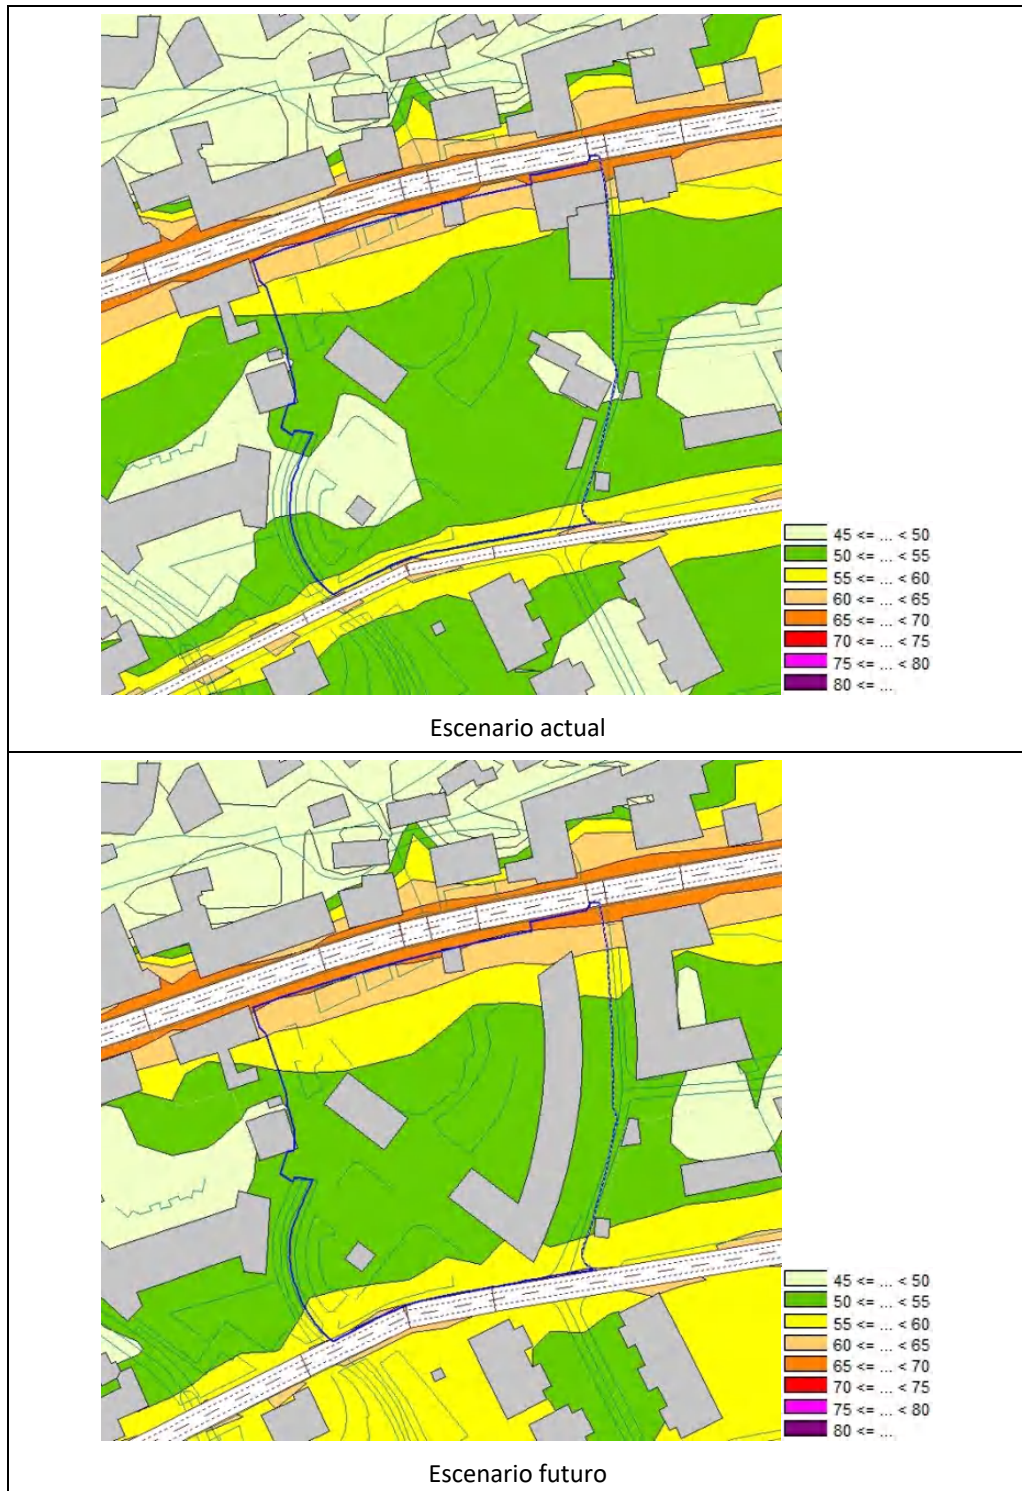 45 <= ... < 50
50 <= ... < 55
55 <= ... < 60
60 <= ... < 65
65 <= ... < 70
70 <= ... < 75
75 <= ... < 80
80 <= ...
Escenario actual
45 <= ... < 50
50 <= ... < 55
55 <= ... < 60
60 <= ... < 65
65 <= ... < 70
70 <= ... < 75
75 <= ... < 80
80 <= ...
Escenario futuro